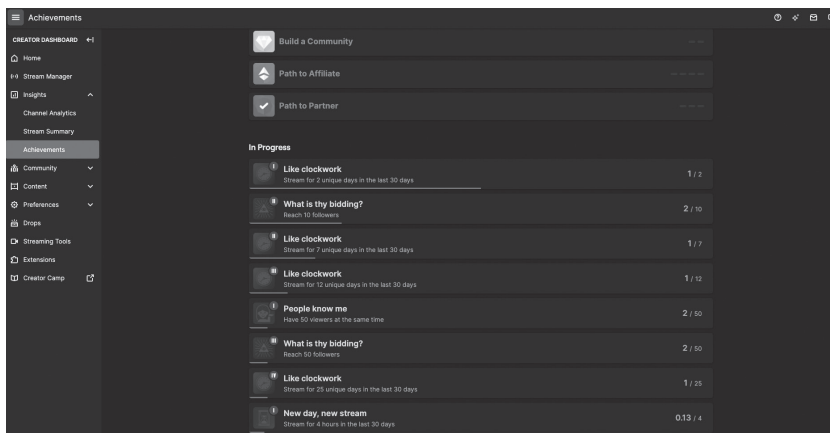 Achievements
CREATOR DASHBOARD
Home
Stream Manager
Insights
Channel Analytics
Stream Summary
Achievements
Community
Content
Preferences
Drops
Streaming Tools
Extensions
Creator Camp
Build a Community
Path to Affiliate
Path to Partner
In Progress
I
Like clockwork
Stream for 2 unique days in the last 30 days
1 / 2
II
What is thy bidding?
Reach 10 followers
2 / 10
II
Like clockwork
Stream for 7 unique days in the last 30 days
1 / 7
III
Like clockwork
Stream for 12 unique days in the last 30 days
1 / 12
I
People know me
Have 50 viewers at the same time
2 / 50
III
What is thy bidding?
Reach 50 followers
2 / 50
IV
Like clockwork
Stream for 25 unique days in the last 30 days
1 / 25
I
New day, new stream
Stream for 4 hours in the last 30 days
0.13 / 4